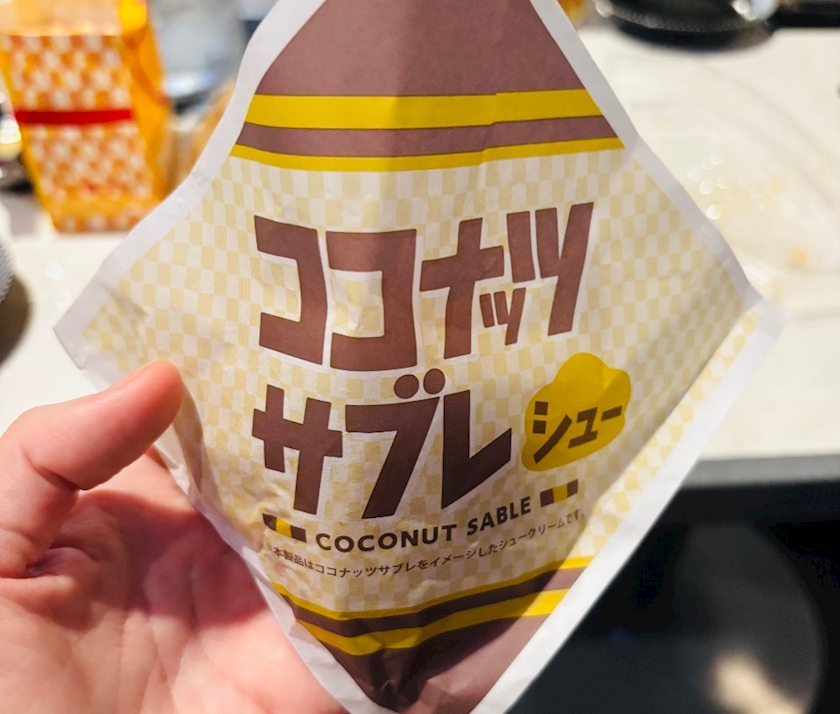 ココナッツ
サブレ
シュー
COCONUT SABLE
※本製品はココナッツサブレをイメージしたシュークリームです。